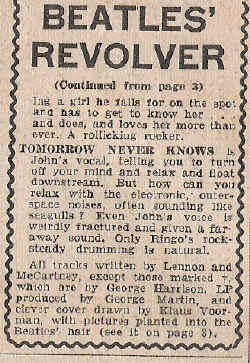 BEATLES'
REVOLVER
(Continued from page 3)
ing a girl he falls for on the spot
and has to get to know her
and does, and loves her more than
ever. A rollicking rocker.
TOMORROW NEVER KNOWS is
John's vocal, telling you to turn
off your mind and relax and float
downstream. But how can you
relax with the electronic, outer-
space noises, often sounding like
seagulls? Even John's voice is
weirdly fractured and given a far-
away sound. Only Ringo's rock-
steady drumming is natural.
All tracks written by Lennon and
McCartney, except those marked
which are by George Harrison. LP
produced by George Martin, and
clever cover drawn by Klaus Voor-
man, with pictures planted into the
Beatles' hair (see it on page 3).